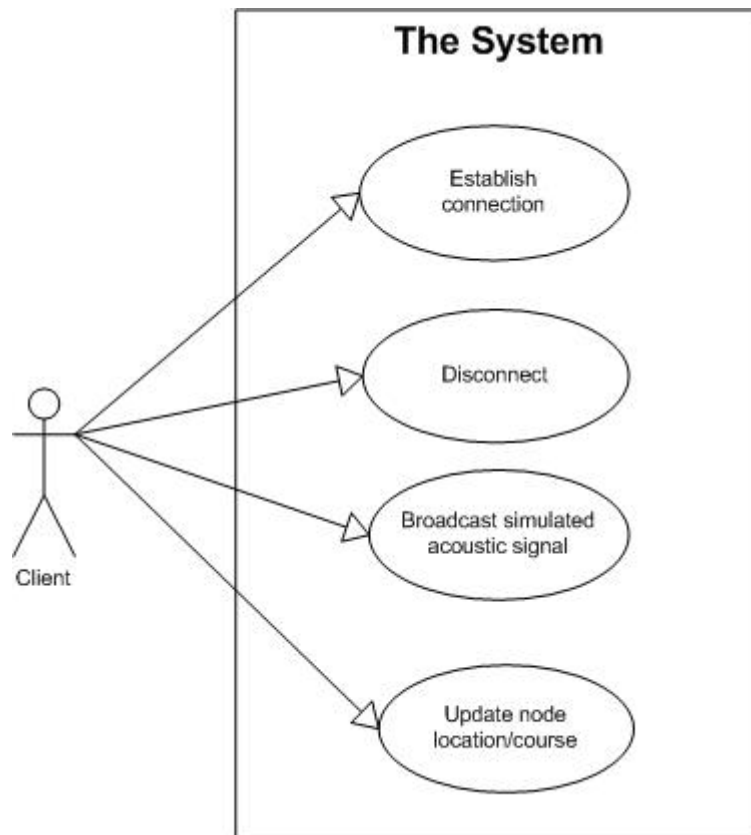 The System
Establish
connection
Disconnect
Broadcast simulated
acoustic signal
Client
Update node
location/course